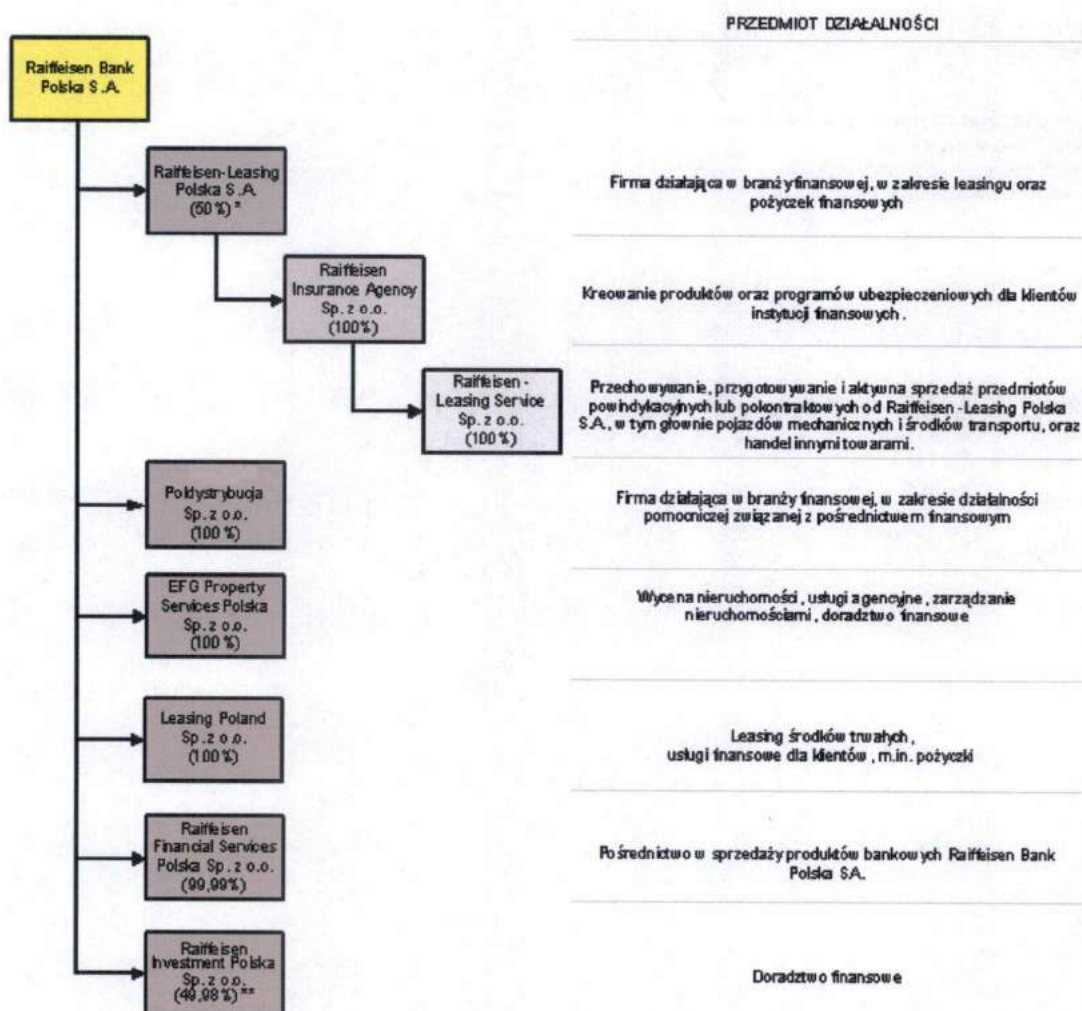 PRZEDMIOT DZIAŁALNOŚCI
Raiffeisen Bank
Polska S.A.
Raiffeisen-Leasing
Polska S.A.
(50%)*
Firma działająca w branży finansowej, w zakresie leasingu oraz
pożyczek finansowych
Raiffeisen
Insurance Agency
Sp. z o.o.
(100%)
Kreowanie produktów oraz programów ubezpieczeniowych dla klientów
instytucji finansowych.
Raiffeisen -
Leasing Service
Sp. z o.o.
(100%)
Przechowywanie, przygotowywanie i aktywna sprzedaż przedmiotów
powindykacyjnych lub pokontraktowych od Raiffeisen-Leasing Polska
S.A., w tym głownie pojazdów mechanicznych i środków transportu, oraz
handel innymi towarami.
Poldystrybucja
Sp. z o.o.
(100 %)
Firma działająca w branży finansowej, w zakresie działalności
pomocniczej związanej z pośrednictwem finansowym
EFG Property
Services Polska
Sp. z o.o.
(100 %)
Wycena nieruchomości, usługi agencyjne, zarządzanie
nieruchomościami, doradztwo finansowe
Leasing Poland
Sp. z o.o.
(100%)
Leasing środków trwałych,
usługi finansowe dla klientów, m.in. pożyczki
Raiffeisen
Financial Services
Polska Sp. z o.o.
(99,99%)
Pośrednictwo w sprzedaży produktów bankowych Raiffeisen Bank
Polska S.A.
Raiffeisen
Investment Polska
Sp. z o.o.
(49,98%)**
Doradztwo finansowe